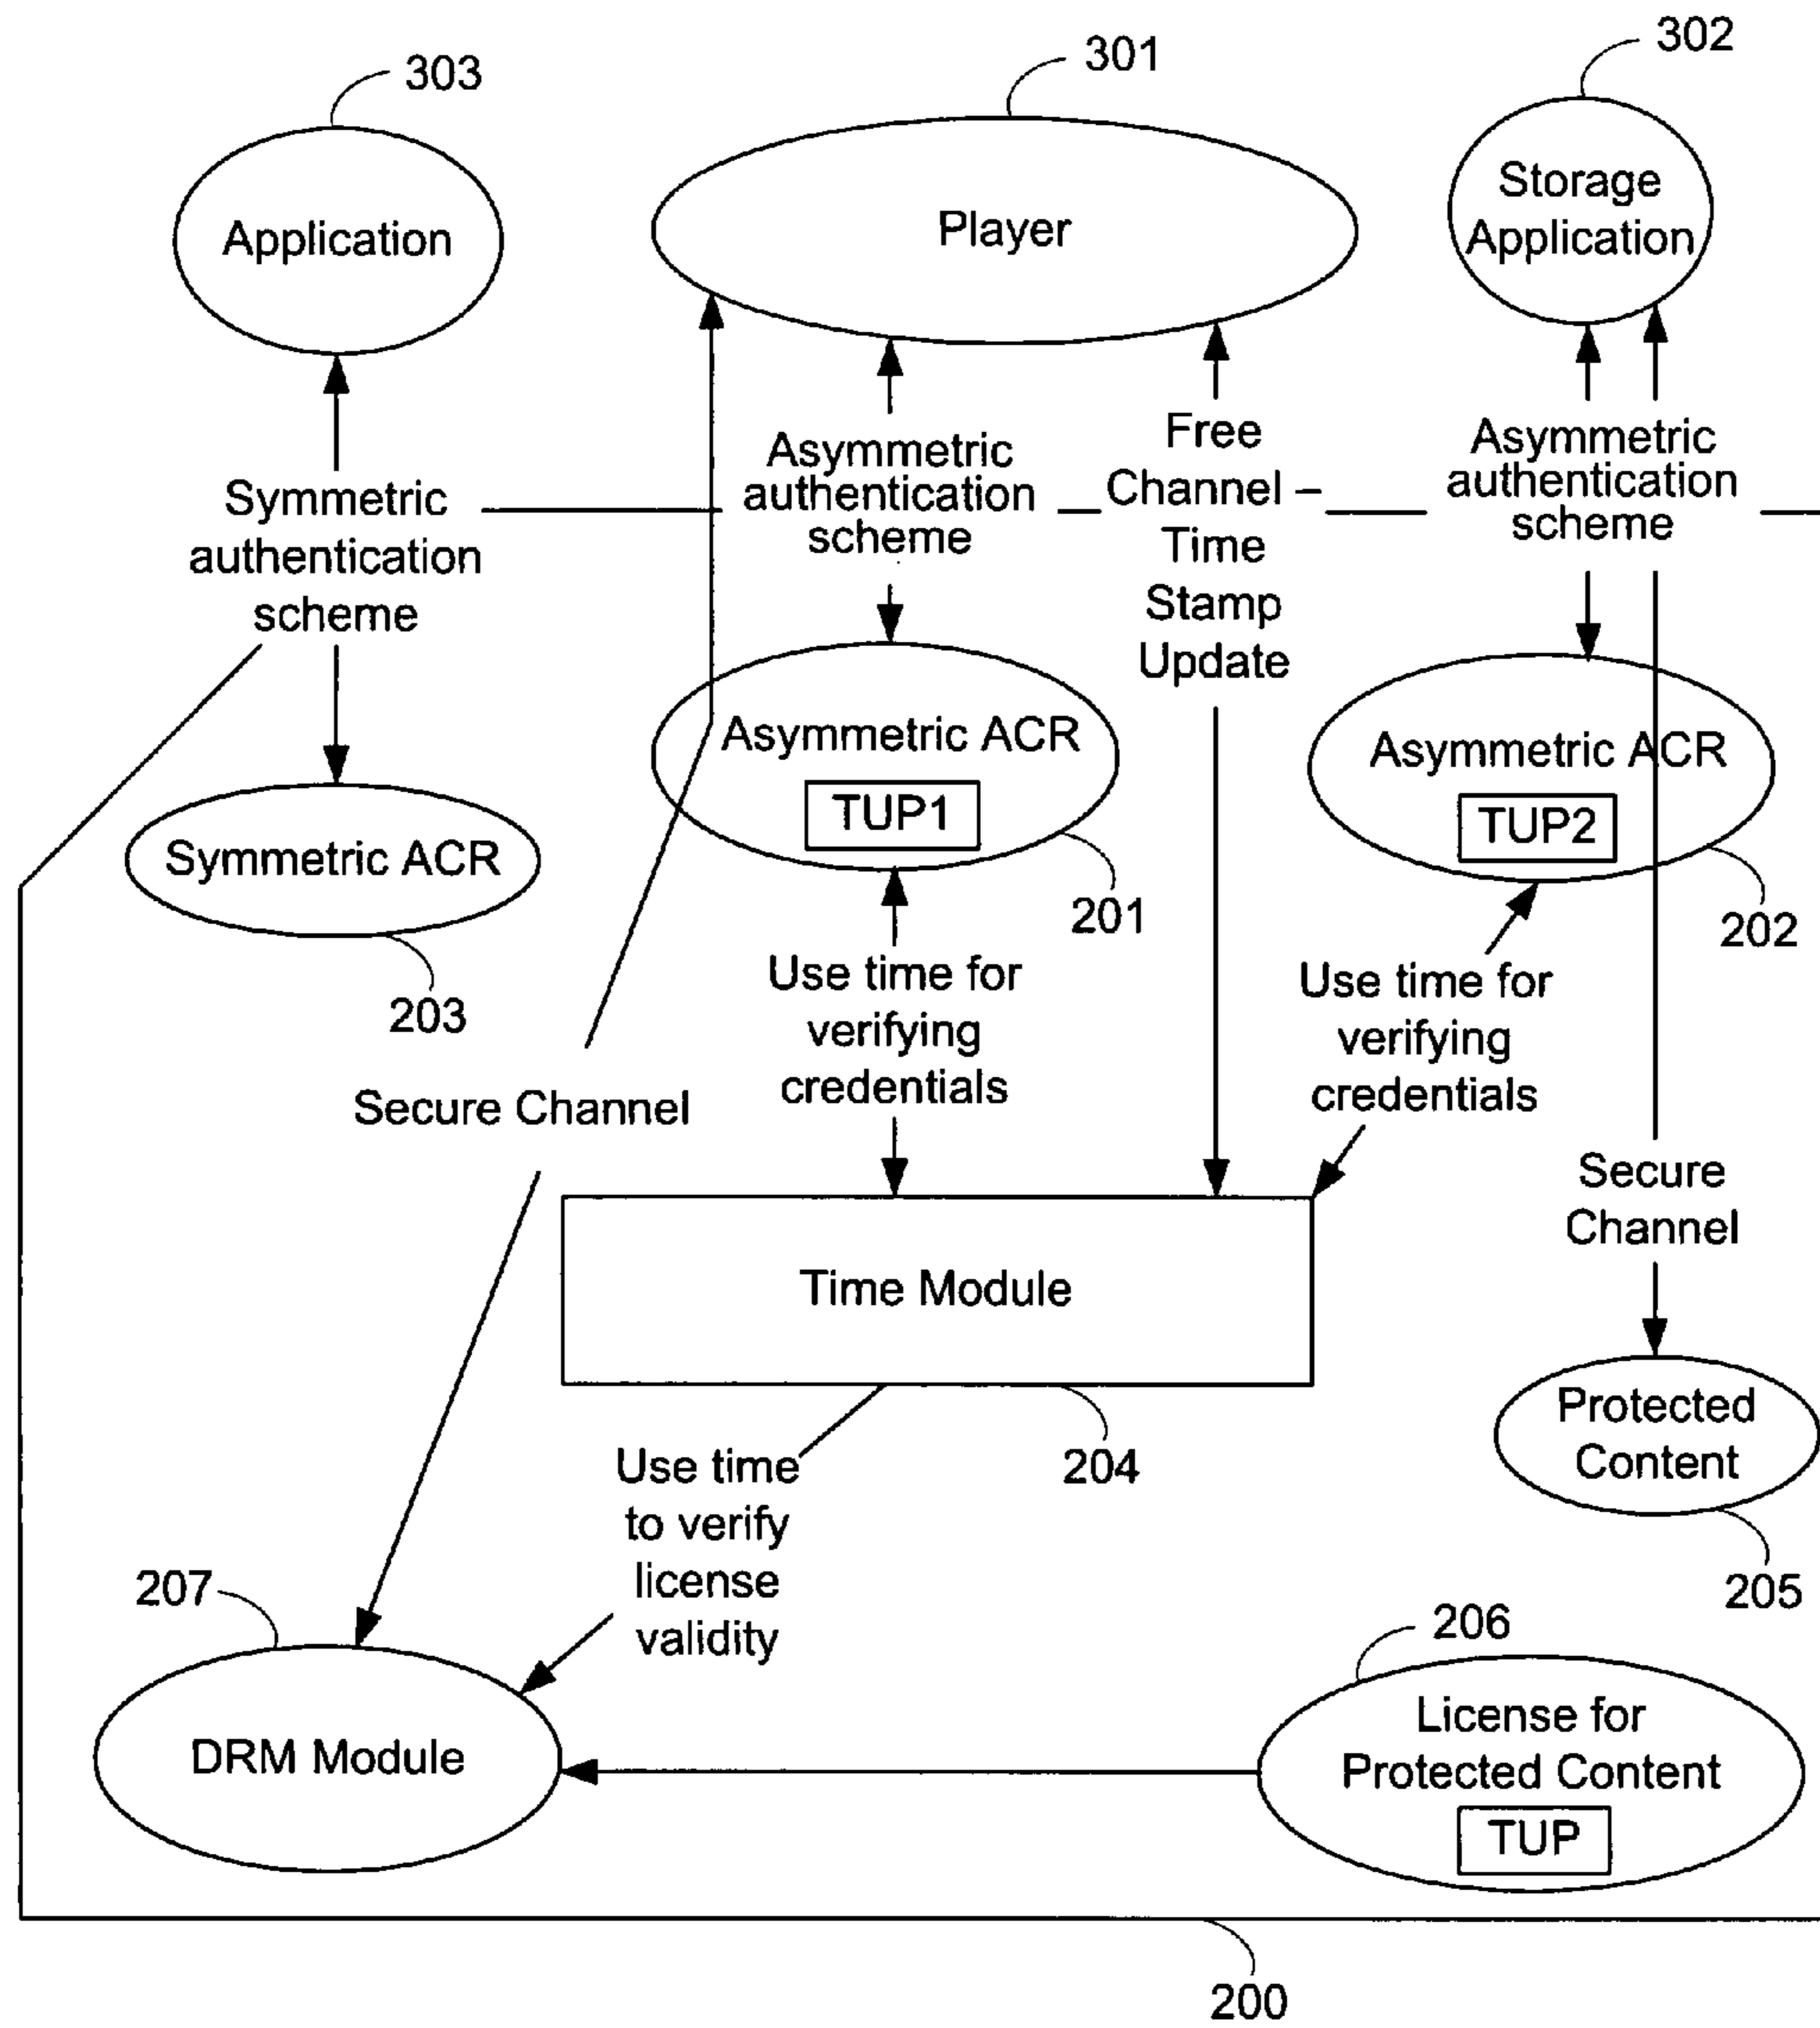 303
301
302
Application
Player
Storage
Application
Symmetric
authentication
scheme
Asymmetric
authentication
scheme
Free
Channel –
Time
Stamp
Update
Asymmetric
authentication
scheme
Symmetric ACR
203
Asymmetric ACR
TUP1
201
Asymmetric ACR
TUP2
202
Secure Channel
Use time for
verifying
credentials
Use time for
verifying
credentials
Secure
Channel
Time Module
204
Protected
Content
205
Use time
to verify
license
validity
207
DRM Module
206
License for
Protected Content
TUP
200